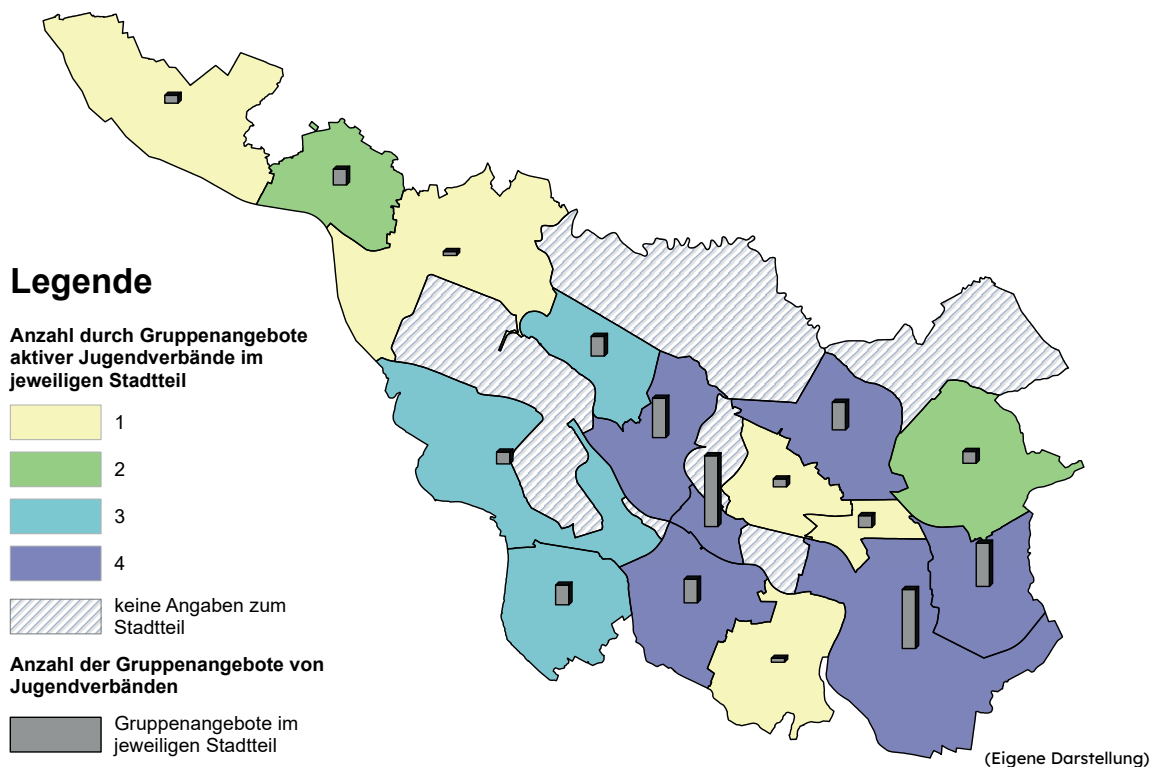 Legende
Anzahl durch Gruppenangebote
aktiver Jugendverbände im
jeweiligen Stadtteil
1
2
3
4
keine Angaben zum
Stadtteil
Anzahl der Gruppenangebote von
Jugendverbänden
Gruppenangebote im
jeweiligen Stadtteil
(Eigene Darstellung)